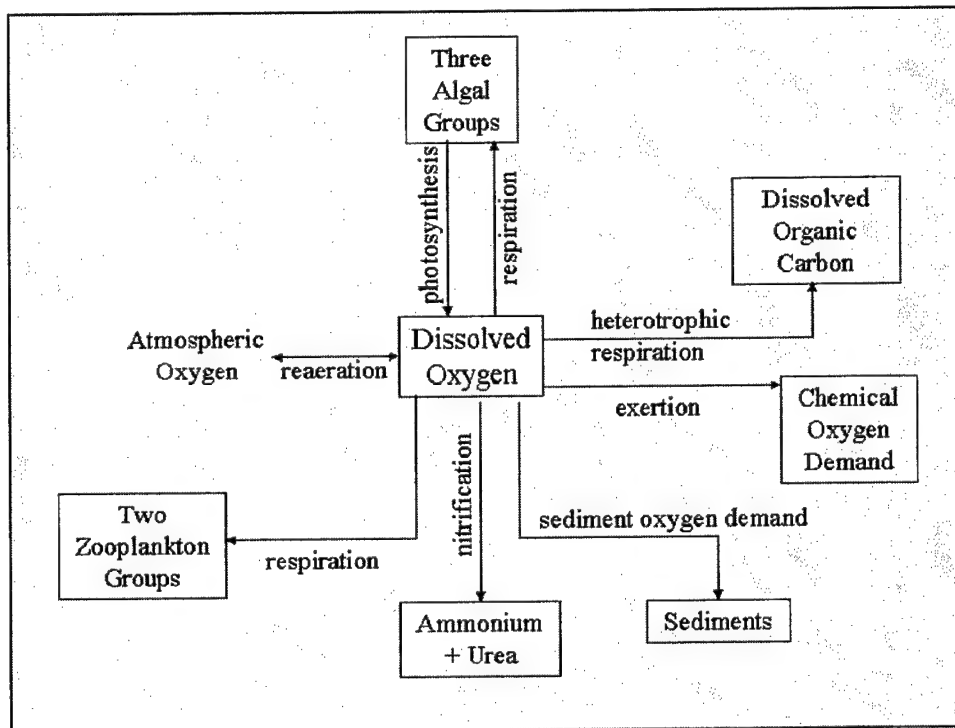 Three
Algal
Groups
photosynthesis
respiration
Dissolved
Organic
Carbon
Atmospheric
Oxygen
reaeration
Dissolved
Oxygen
heterotrophic
respiration
exertion
Chemical
Oxygen
Demand
nitrification
sediment oxygen demand
Two
Zooplankton
Groups
respiration
Ammonium
+ Urea
Sediments